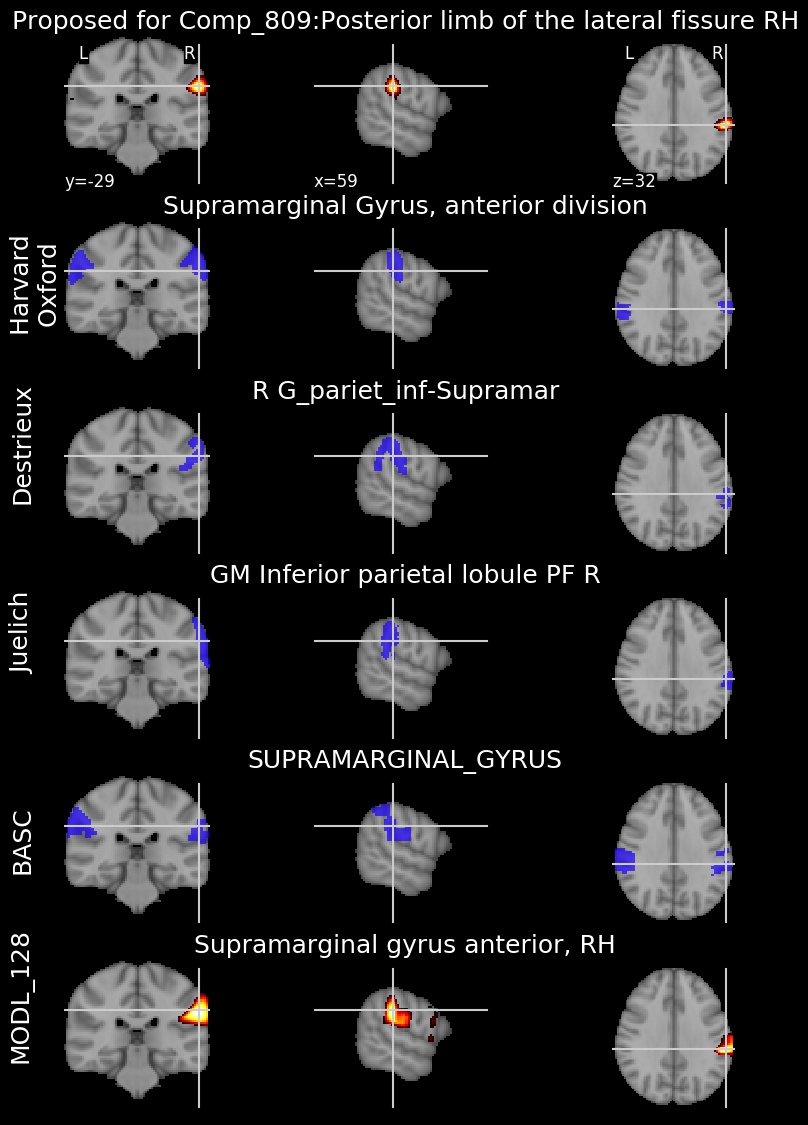 Proposed for Comp_809:Posterior limb of the lateral fissure RH
L R L R
y=-29 x=59 z=32
Supramarginal Gyrus, anterior division
Harvard
Oxford
R G_pariet_inf-Supramar
Destrieux
GM Inferior parietal lobule PF R
Juelich
SUPRAMARGINAL_GYRUS
BASC
Supramarginal gyrus anterior, RH
MODL_128